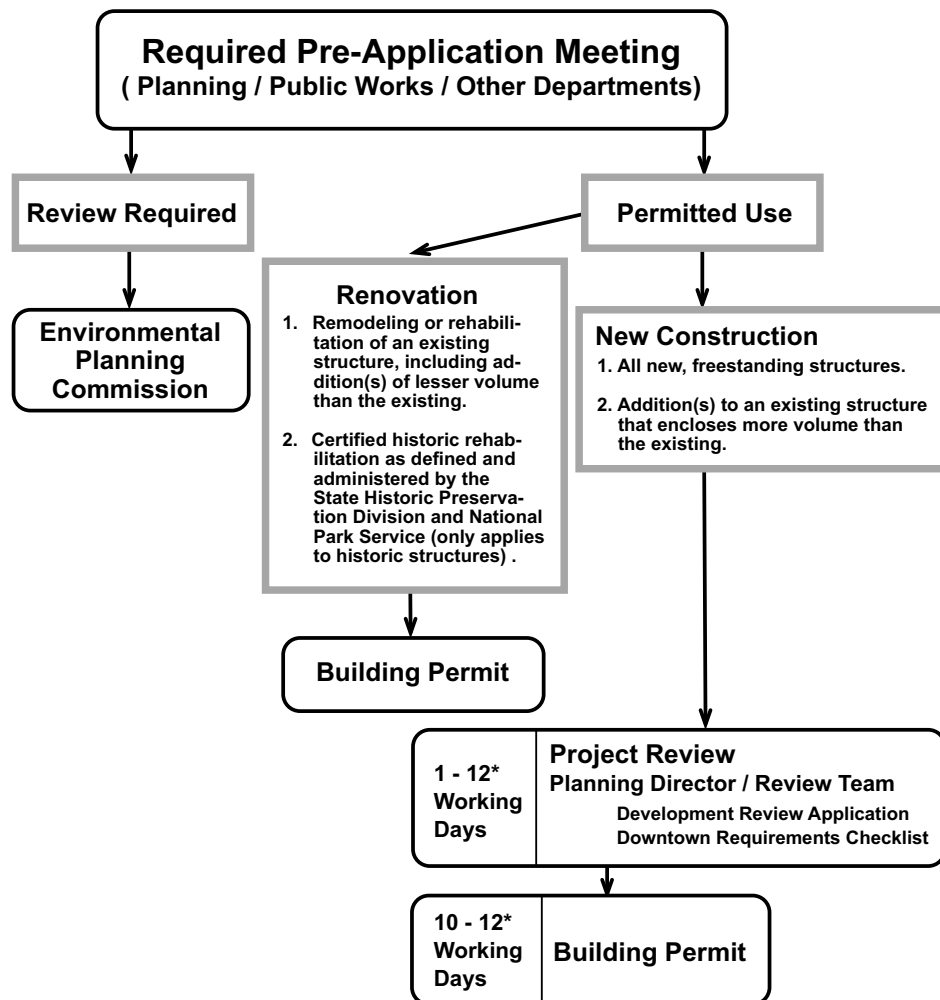 Required Pre-Application Meeting
( Planning / Public Works / Other Departments)
Review Required
Permitted Use
Environmental
Planning
Commission
Renovation
1. Remodeling or rehabili-
tation of an existing
structure, including ad-
dition(s) of lesser volume
than the existing.
2. Certified historic rehab-
ilitation as defined and
administered by the
State Historic Preserva-
tion Division and National
Park Service (only applies
to historic structures) .
New Construction
1. All new, freestanding structures.
2. Addition(s) to an existing structure
that encloses more volume than
the existing.
Building Permit
1 - 12*
Working
Days
Project Review
Planning Director / Review Team
Development Review Application
Downtown Requirements Checklist
10 - 12*
Working
Days
Building Permit